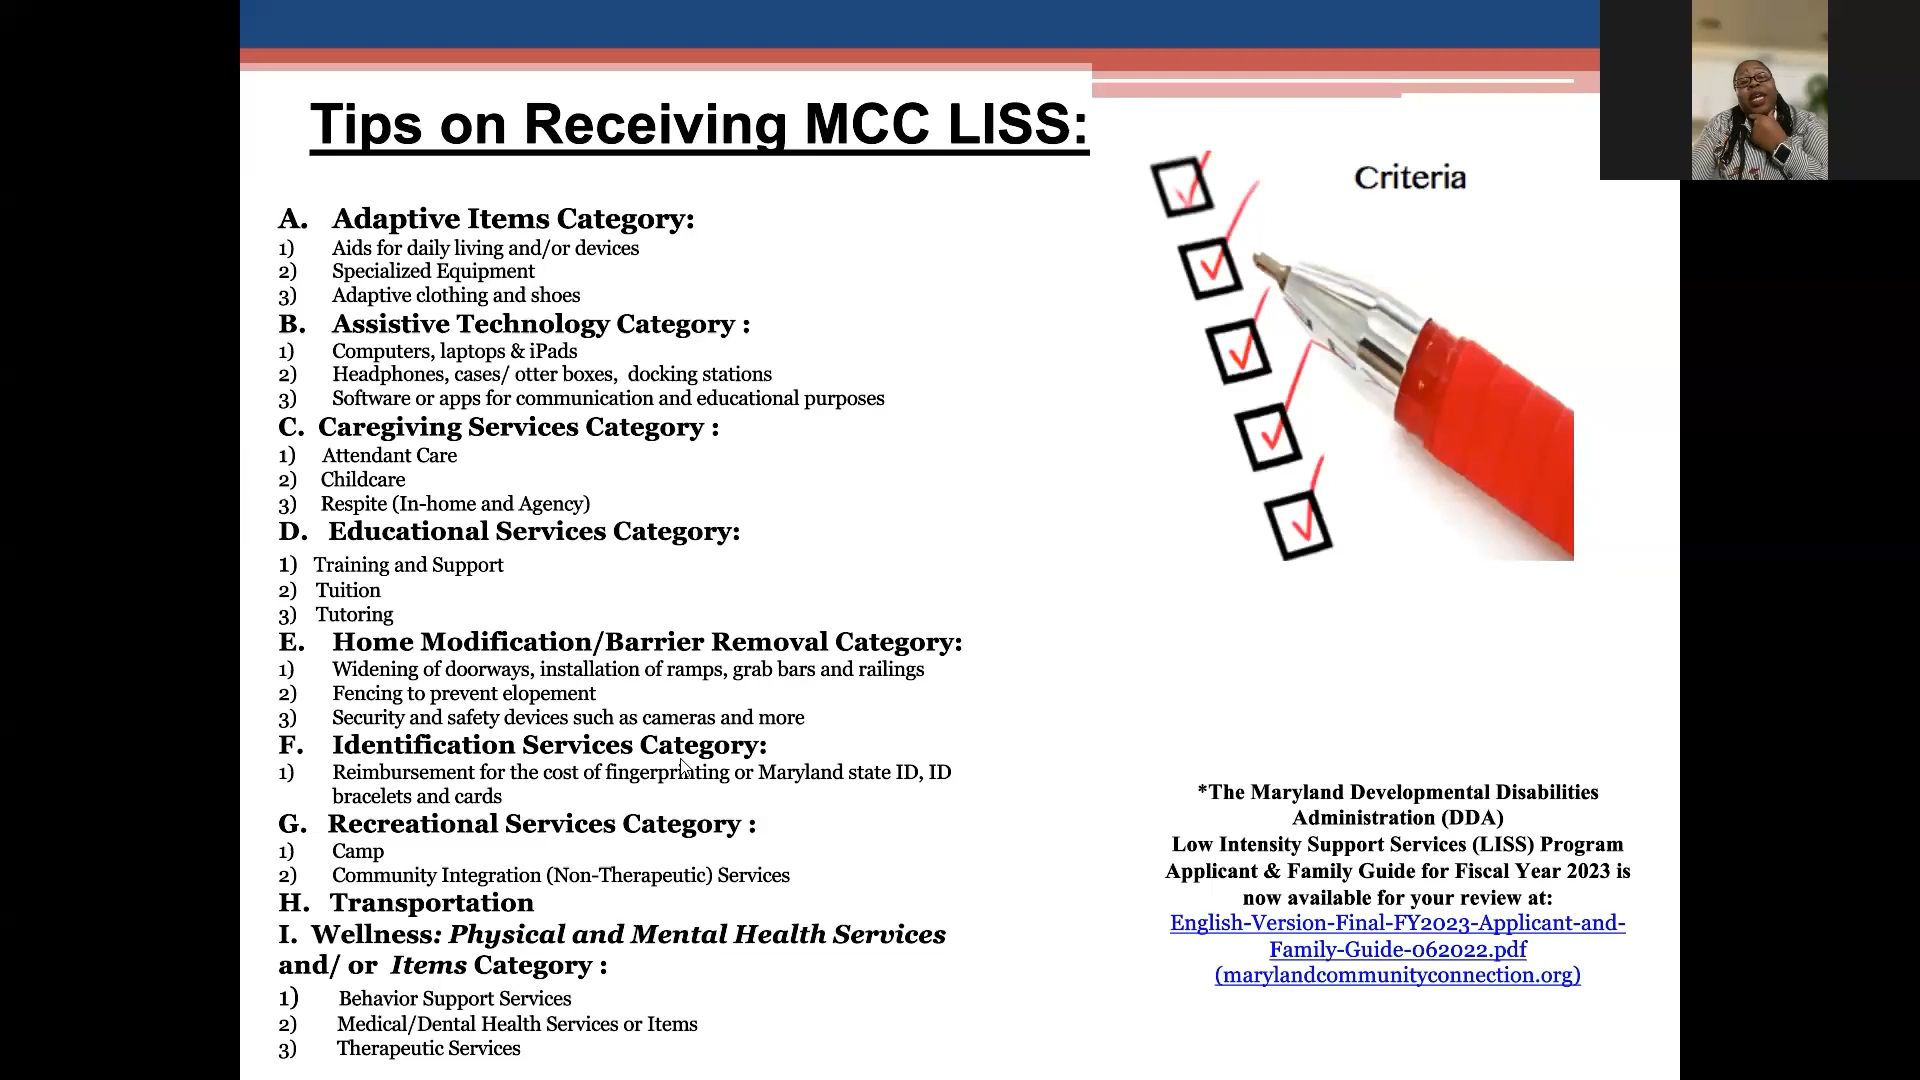 Tips on Receiving MCC LISS:
Criteria
A. Adaptive Items Category:
1) Aids for daily living and/or devices
2) Specialized Equipment
3) Adaptive clothing and shoes
B. Assistive Technology Category :
1) Computers, laptops & iPads
2) Headphones, cases/ otter boxes, docking stations
3) Software or apps for communication and educational purposes
C. Caregiving Services Category :
1) Attendant Care
2) Childcare
3) Respite (In-home and Agency)
D. Educational Services Category:
1) Training and Support
2) Tuition
3) Tutoring
E. Home Modification/Barrier Removal Category:
1) Widening of doorways, installation of ramps, grab bars and railings
2) Fencing to prevent elopement
3) Security and safety devices such as cameras and more
F. Identification Services Category:
1) Reimbursement for the cost of fingerprinting or Maryland state ID, ID
bracelets and cards
G. Recreational Services Category :
1) Camp
2) Community Integration (Non-Therapeutic) Services
H. Transportation
I. Wellness: Physical and Mental Health Services
and/ or Items Category :
1) Behavior Support Services
2) Medical/Dental Health Services or Items
3) Therapeutic Services
*The Maryland Developmental Disabilities
Administration (DDA)
Low Intensity Support Services (LISS) Program
Applicant & Family Guide for Fiscal Year 2023 is
now available for your review at:
English-Version-Final-FY2023-Applicant-and-
Family-Guide-062022.pdf
(marylandcommunityconnection.org)